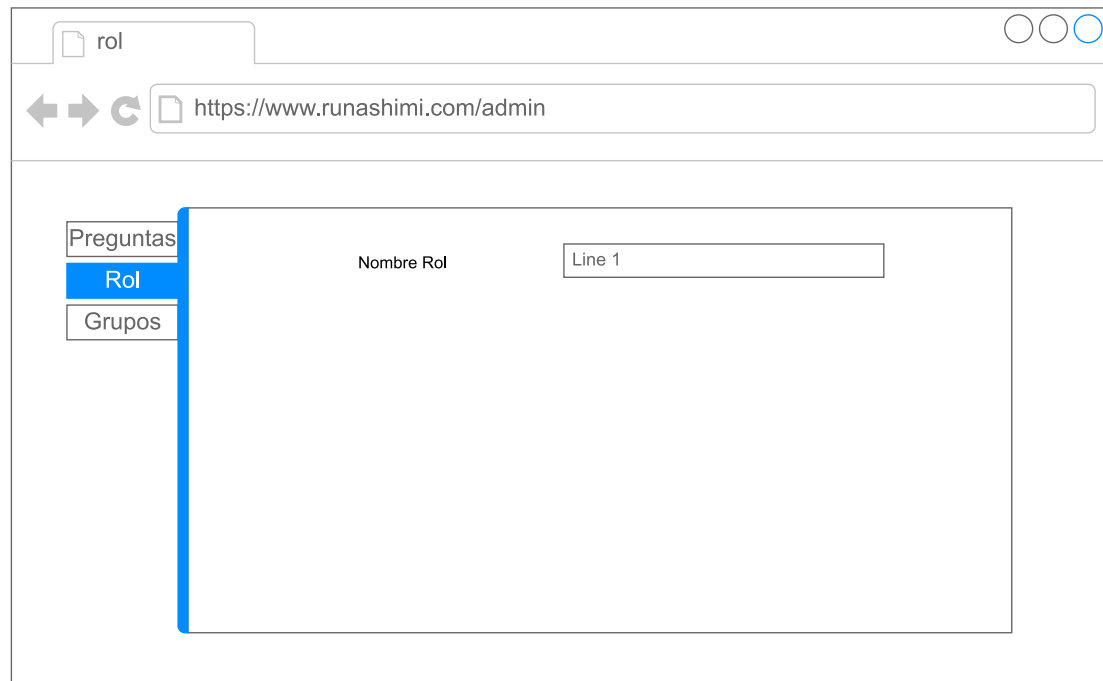 rol
https://www.runashimi.com/admin
Preguntas
Rol
Grupos
Nombre Rol
Line 1